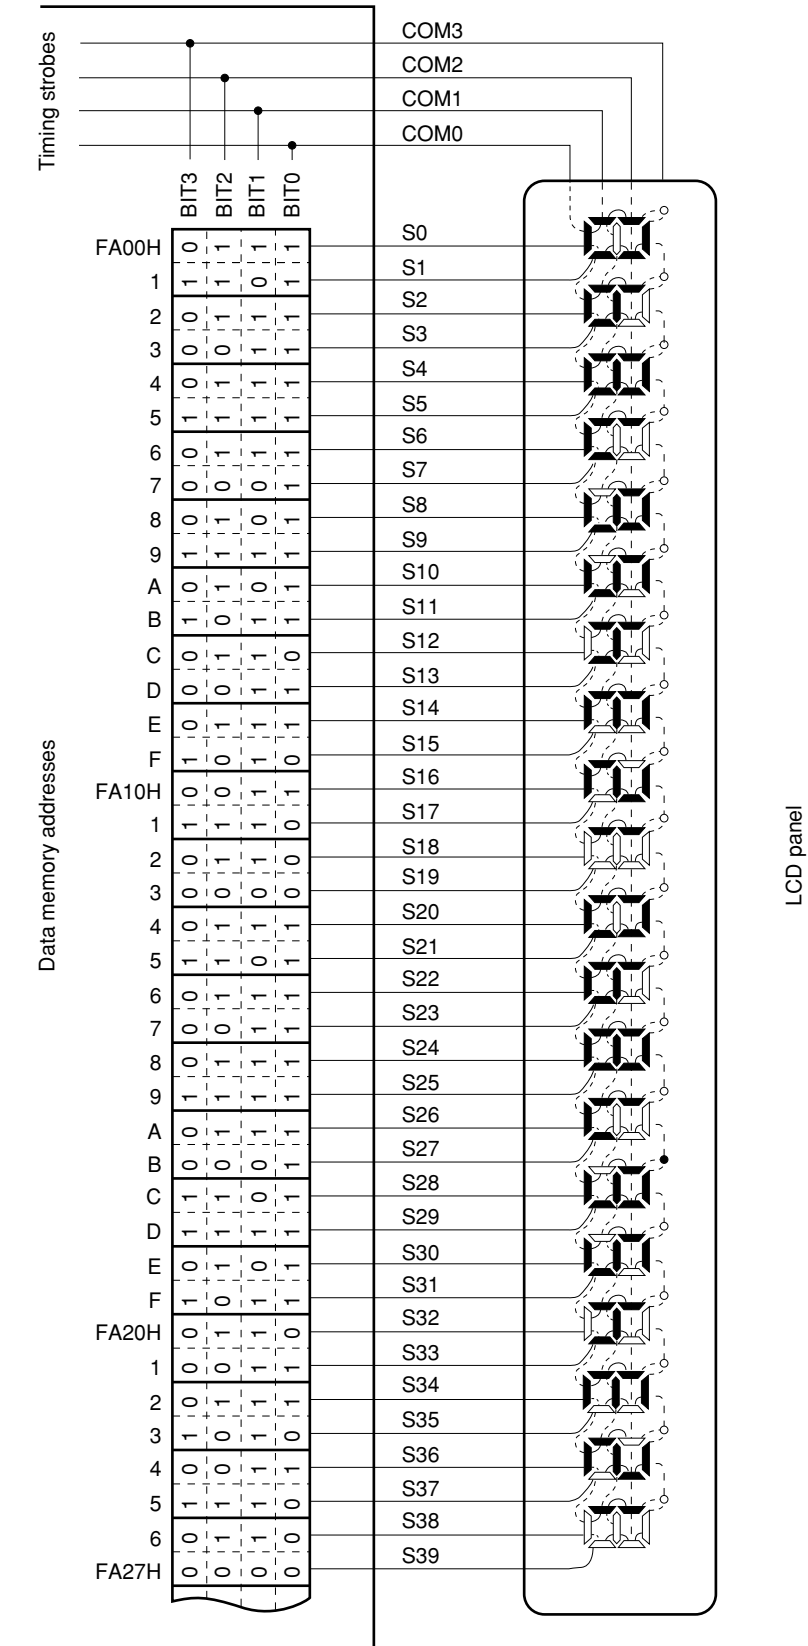 Timing strobes
COM3
COM2
COM1
COM0
BIT3 BIT2 BIT1 BIT0
FA00H 0 1 1 1 S0
1 1 1 0 1 S1
2 0 1 1 1 S2
3 0 0 1 1 S3
4 0 1 1 1 S4
5 1 1 1 1 S5
6 0 1 1 1 S6
7 0 0 0 1 S7
8 0 1 0 1 S8
9 1 1 1 1 S9
A 0 1 0 1 S10
B 1 0 1 1 S11
C 0 1 1 0 S12
D 0 0 1 1 S13
E 0 1 1 1 S14
F 1 0 1 0 S15
FA10H 0 0 1 1 S16
1 1 1 1 0 S17
2 0 1 1 0 S18
3 0 0 0 0 S19
4 0 1 1 1 S20
5 1 1 0 1 S21
6 0 1 1 1 S22
7 0 0 1 1 S23
8 0 1 1 1 S24
9 1 1 1 1 S25
A 0 1 1 1 S26
B 0 0 0 1 S27
C 1 1 0 1 S28
D 1 1 1 1 S29
E 0 1 0 1 S30
F 1 0 1 1 S31
FA20H 0 1 1 0 S32
1 0 0 1 1 S33
2 0 1 1 1 S34
3 1 0 1 0 S35
4 0 0 1 1 S36
5 1 1 1 0 S37
6 0 1 1 0 S38
FA27H 0 0 0 0 S39
Data memory addresses
LCD panel